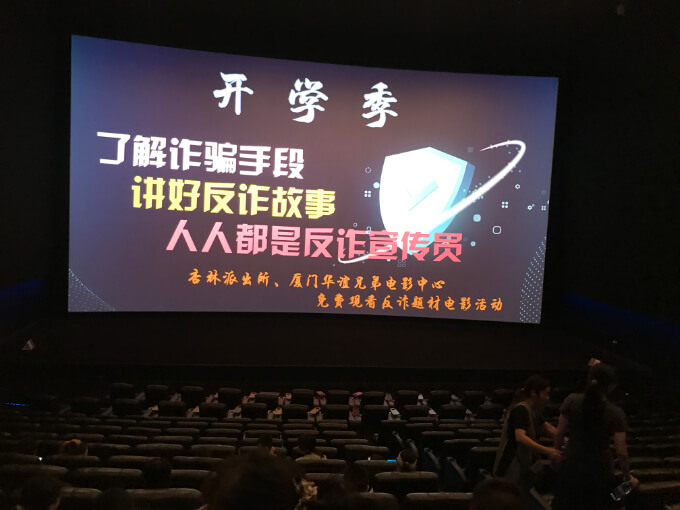 开学季
了解诈骗手段
讲好反诈故事
人人都是反诈宣传员
杏林派出所、厦门华谊兄弟电影中心
免费观看反诈题材电影活动